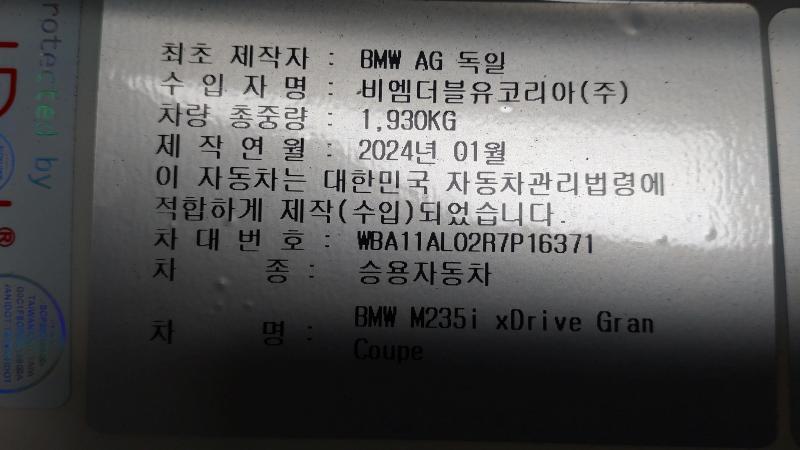 rotected by
최초 제작자 : BMW AG 독일
수 입 자 명 : 비엠더블유코리아(주)
차량 총중량 : 1,930KG
제 작 연 월 : 2024년 01월
이 자동차는 대한민국 자동차관리법령에
적합하게 제작(수입)되었습니다.
차 대 번 호 : WBA11AL02R7P16371
차 종 : 승용자동차
차 명 : BMW M235i xDrive Gran
Coupe